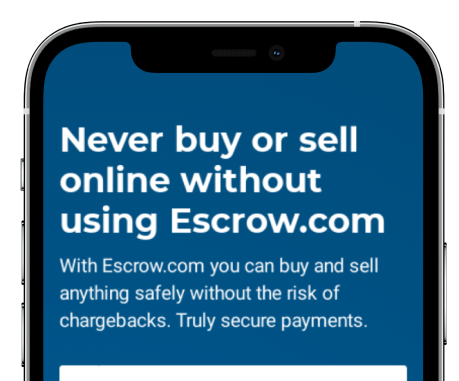 Never buy or sell
online without
using Escrow.com
With Escrow.com you can buy and sell
anything safely without the risk of
chargebacks. Truly secure payments.